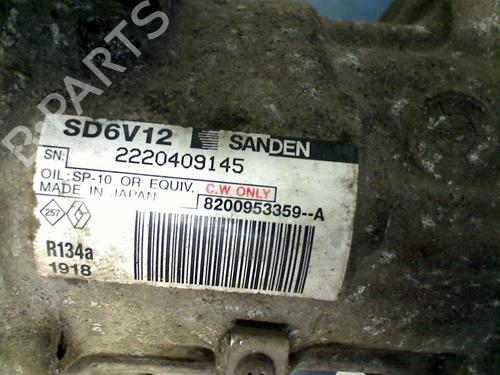 B-PARTS
SD6V12 SANDEN
SN: 2220409145
OIL:SP-10 OR EQUIV. C.W ONLY
MADE IN JAPAN 8200953359--A
257
R134a
1918